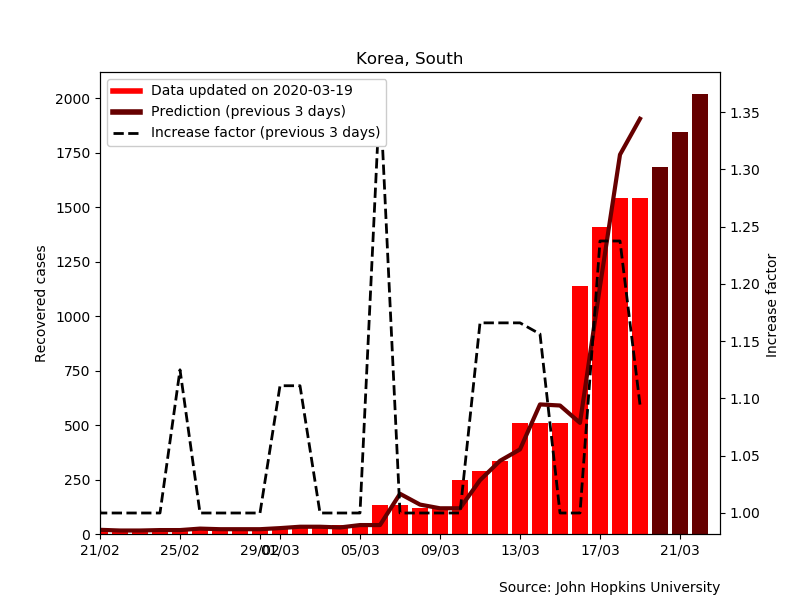 Korea, South
Data updated on 2020-03-19
Prediction (previous 3 days)
Increase factor (previous 3 days)
2000
1750
1500
1250
1000
750
500
250
0
Recovered cases
1.35
1.30
1.25
1.20
1.15
1.10
1.05
1.00
Increase factor
21/02 25/02 29/02 01/03 05/03 09/03 13/03 17/03 21/03
Source: John Hopkins University